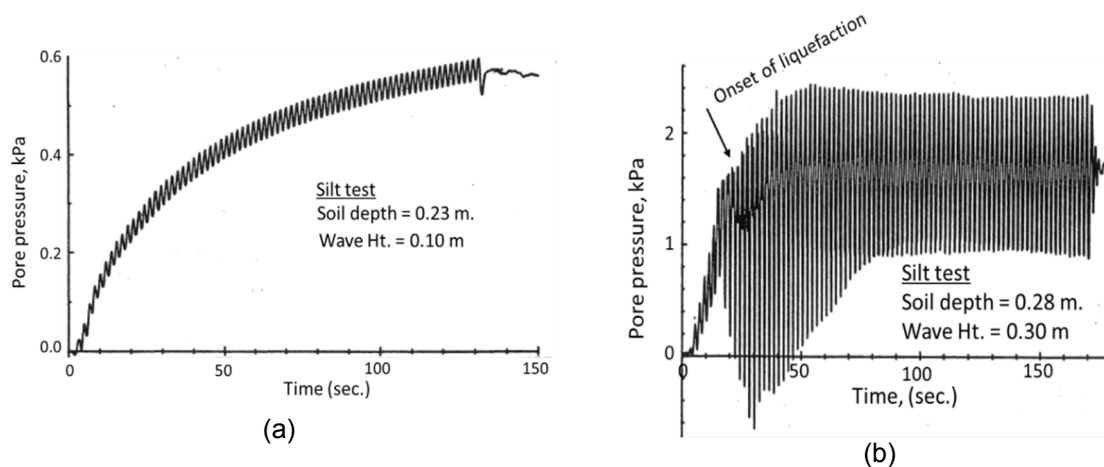 0.6
0.4
0.2
0.0
Pore pressure, kPa
Silt test
Soil depth = 0.23 m.
Wave Ht. = 0.10 m
0
50
100
150
Time (sec.)
(a)
Onset of liquefaction
2
1
0
Pore pressure, kPa
Silt test
Soil depth = 0.28 m.
Wave Ht. = 0.30 m
0
50
100
150
Time, (sec.)
(b)